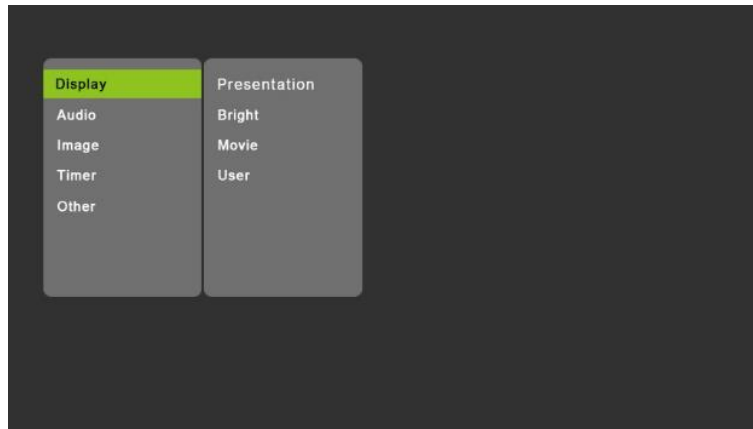 Display
Audio
Image
Timer
Other
Presentation
Bright
Movie
User